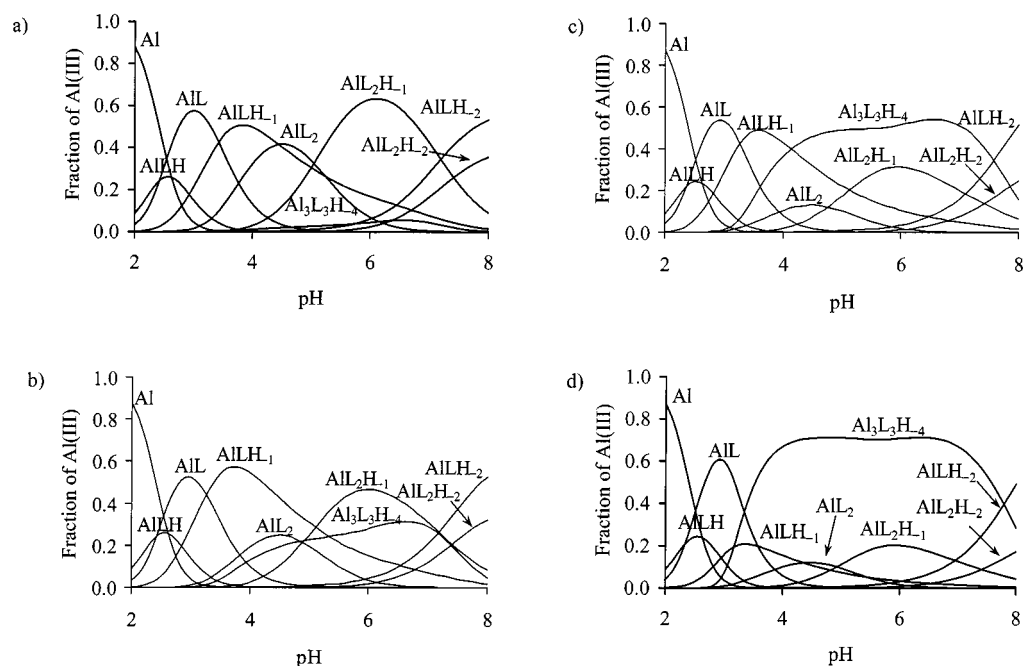 a)
Fraction of Al(III)
1.0
0.8
0.6
0.4
0.2
0.0
Al
AlLH
AlL
AlLH₋₁
AlL₂
Al₃L₃H₋₄
AlL₂H₋₁
AlLH₋₂
AlL₂H₋₂
2 4 6 8
pH
b)
Fraction of Al(III)
1.0
0.8
0.6
0.4
0.2
0.0
Al
AlLH
AlL
AlLH₋₁
AlL₂
AlL₂H₋₁
Al₃L₃H₋₄
AlLH₋₂
AlL₂H₋₂
2 4 6 8
pH
c)
Fraction of Al(III)
1.0
0.8
0.6
0.4
0.2
0.0
Al
AlLH
AlL
AlLH₋₁
AlL₂
Al₃L₃H₋₄
AlL₂H₋₁
AlL₂H₋₂
AlLH₋₂
2 4 6 8
pH
d)
Fraction of Al(III)
1.0
0.8
0.6
0.4
0.2
0.0
Al
AlLH
AlL
AlLH₋₁
AlL₂
Al₃L₃H₋₄
AlL₂H₋₁
AlLH₋₂
AlL₂H₋₂
2 4 6 8
pH